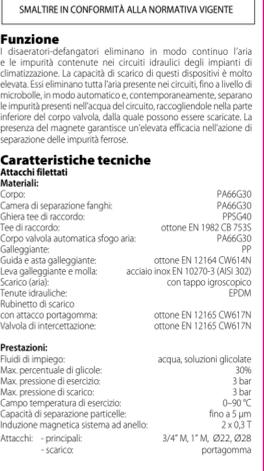 SMALTIRE IN CONFORMITÀ ALLA NORMATIVA VIGENTE
Funzione
I disaeratori-defangatori eliminano in modo continuo l'aria
e le impurità contenute nei circuiti idraulici degli impianti di
climatizzazione. La capacità di scarico di questi dispositivi è molto
elevata. Essi eliminano tutta l'aria presente nei circuiti, fino a livello di
microbolle, in modo automatico e, contemporaneamente, separano
le impurità presenti nell'acqua del circuito, raccogliendole nella parte
inferiore del corpo valvola, dalla quale possono essere scaricate. La
presenza del magnete garantisce un'elevata efficacia nell'azione di
separazione delle impurità ferrose.
Caratteristiche tecniche
Attacchi filettati
Materiali:
Corpo: PA66G30
Camera di separazione fanghi: PA66G30
Ghiera tee di raccordo: PPSG40
Tee di raccordo: ottone EN 1982 CB 753S
Corpo valvola automatica sfogo aria: PA66G30
Galleggiante: PP
Guida e asta galleggiante: ottone EN 12164 CW614N
Leva galleggiante e molla: acciaio inox EN 10270-3 (AISI 302)
Scarico (aria): con tappo igroscopico
Tenute idrauliche: EPDM
Rubinetto di scarico
con attacco portagomma: ottone EN 12165 CW617N
Valvola di intercettazione: ottone EN 12165 CW617N
Prestazioni:
Fluidi di impiego: acqua, soluzioni glicolate
Max. percentuale di glicole: 30%
Max. pressione di esercizio: 3 bar
Max. pressione di scarico: 3 bar
Campo temperatura di esercizio: 0–90 °C
Capacità di separazione particelle: fino a 5 μm
Induzione magnetica sistema ad anello: 2 x 0,3 T
Attacchi: - principali: 3/4" M, 1" M, Ø22, Ø28
- scarico: portagomma